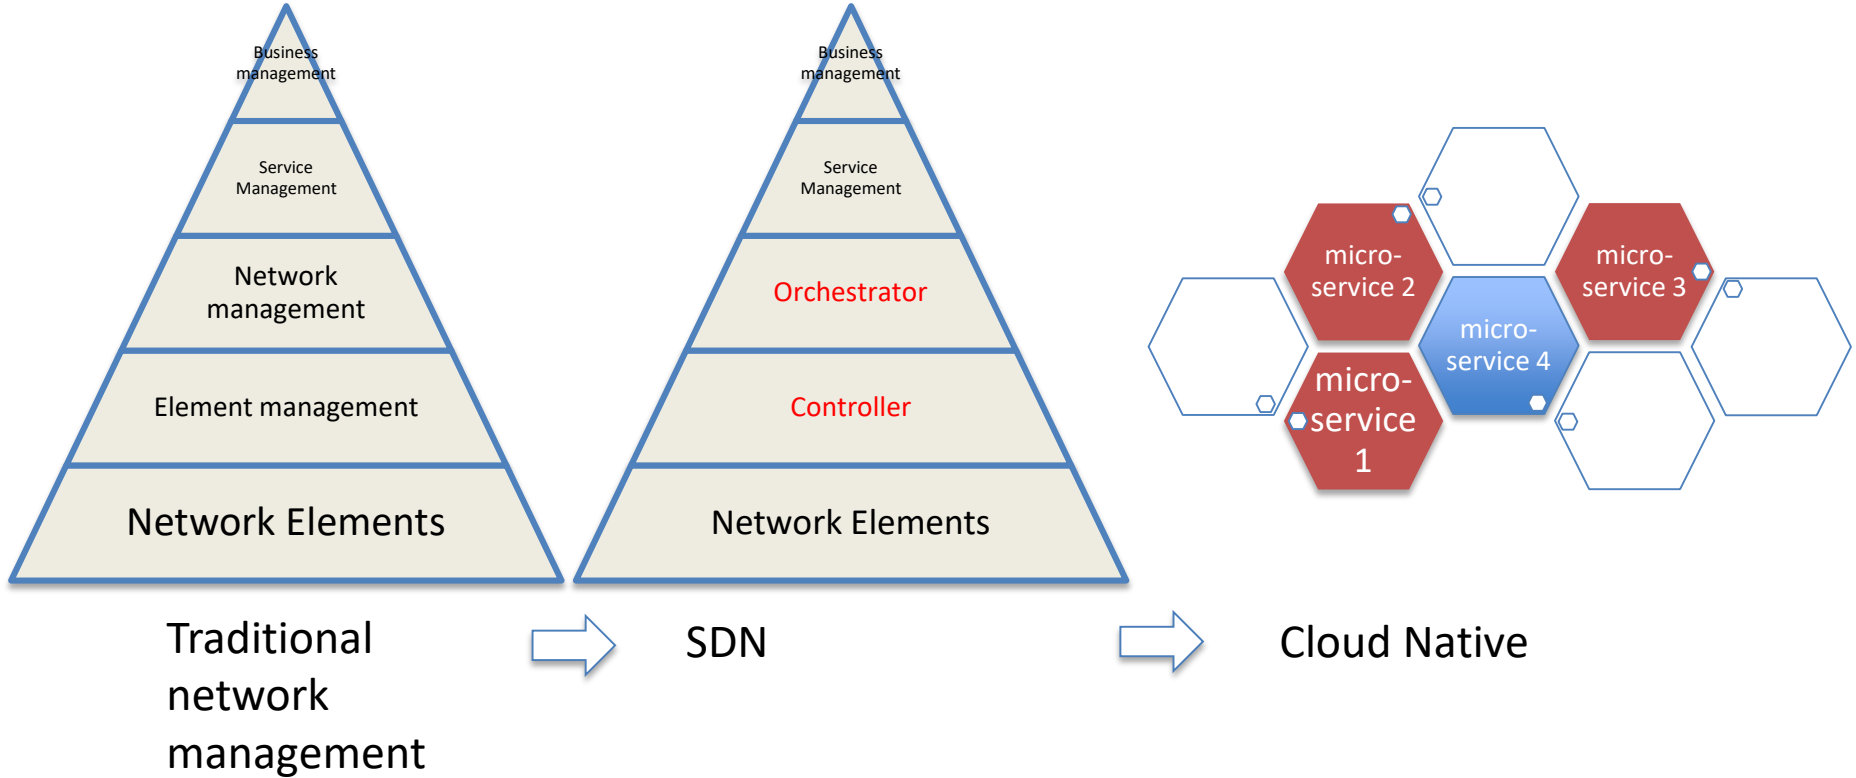 Business
management
Service
Management
Network
management
Element management
Network Elements
Traditional
network
management
Business
management
Service
Management
Orchestrator
Controller
Network Elements
SDN
micro-
service 2
micro-
service 3
micro-
service 4
micro-
service
1
Cloud Native